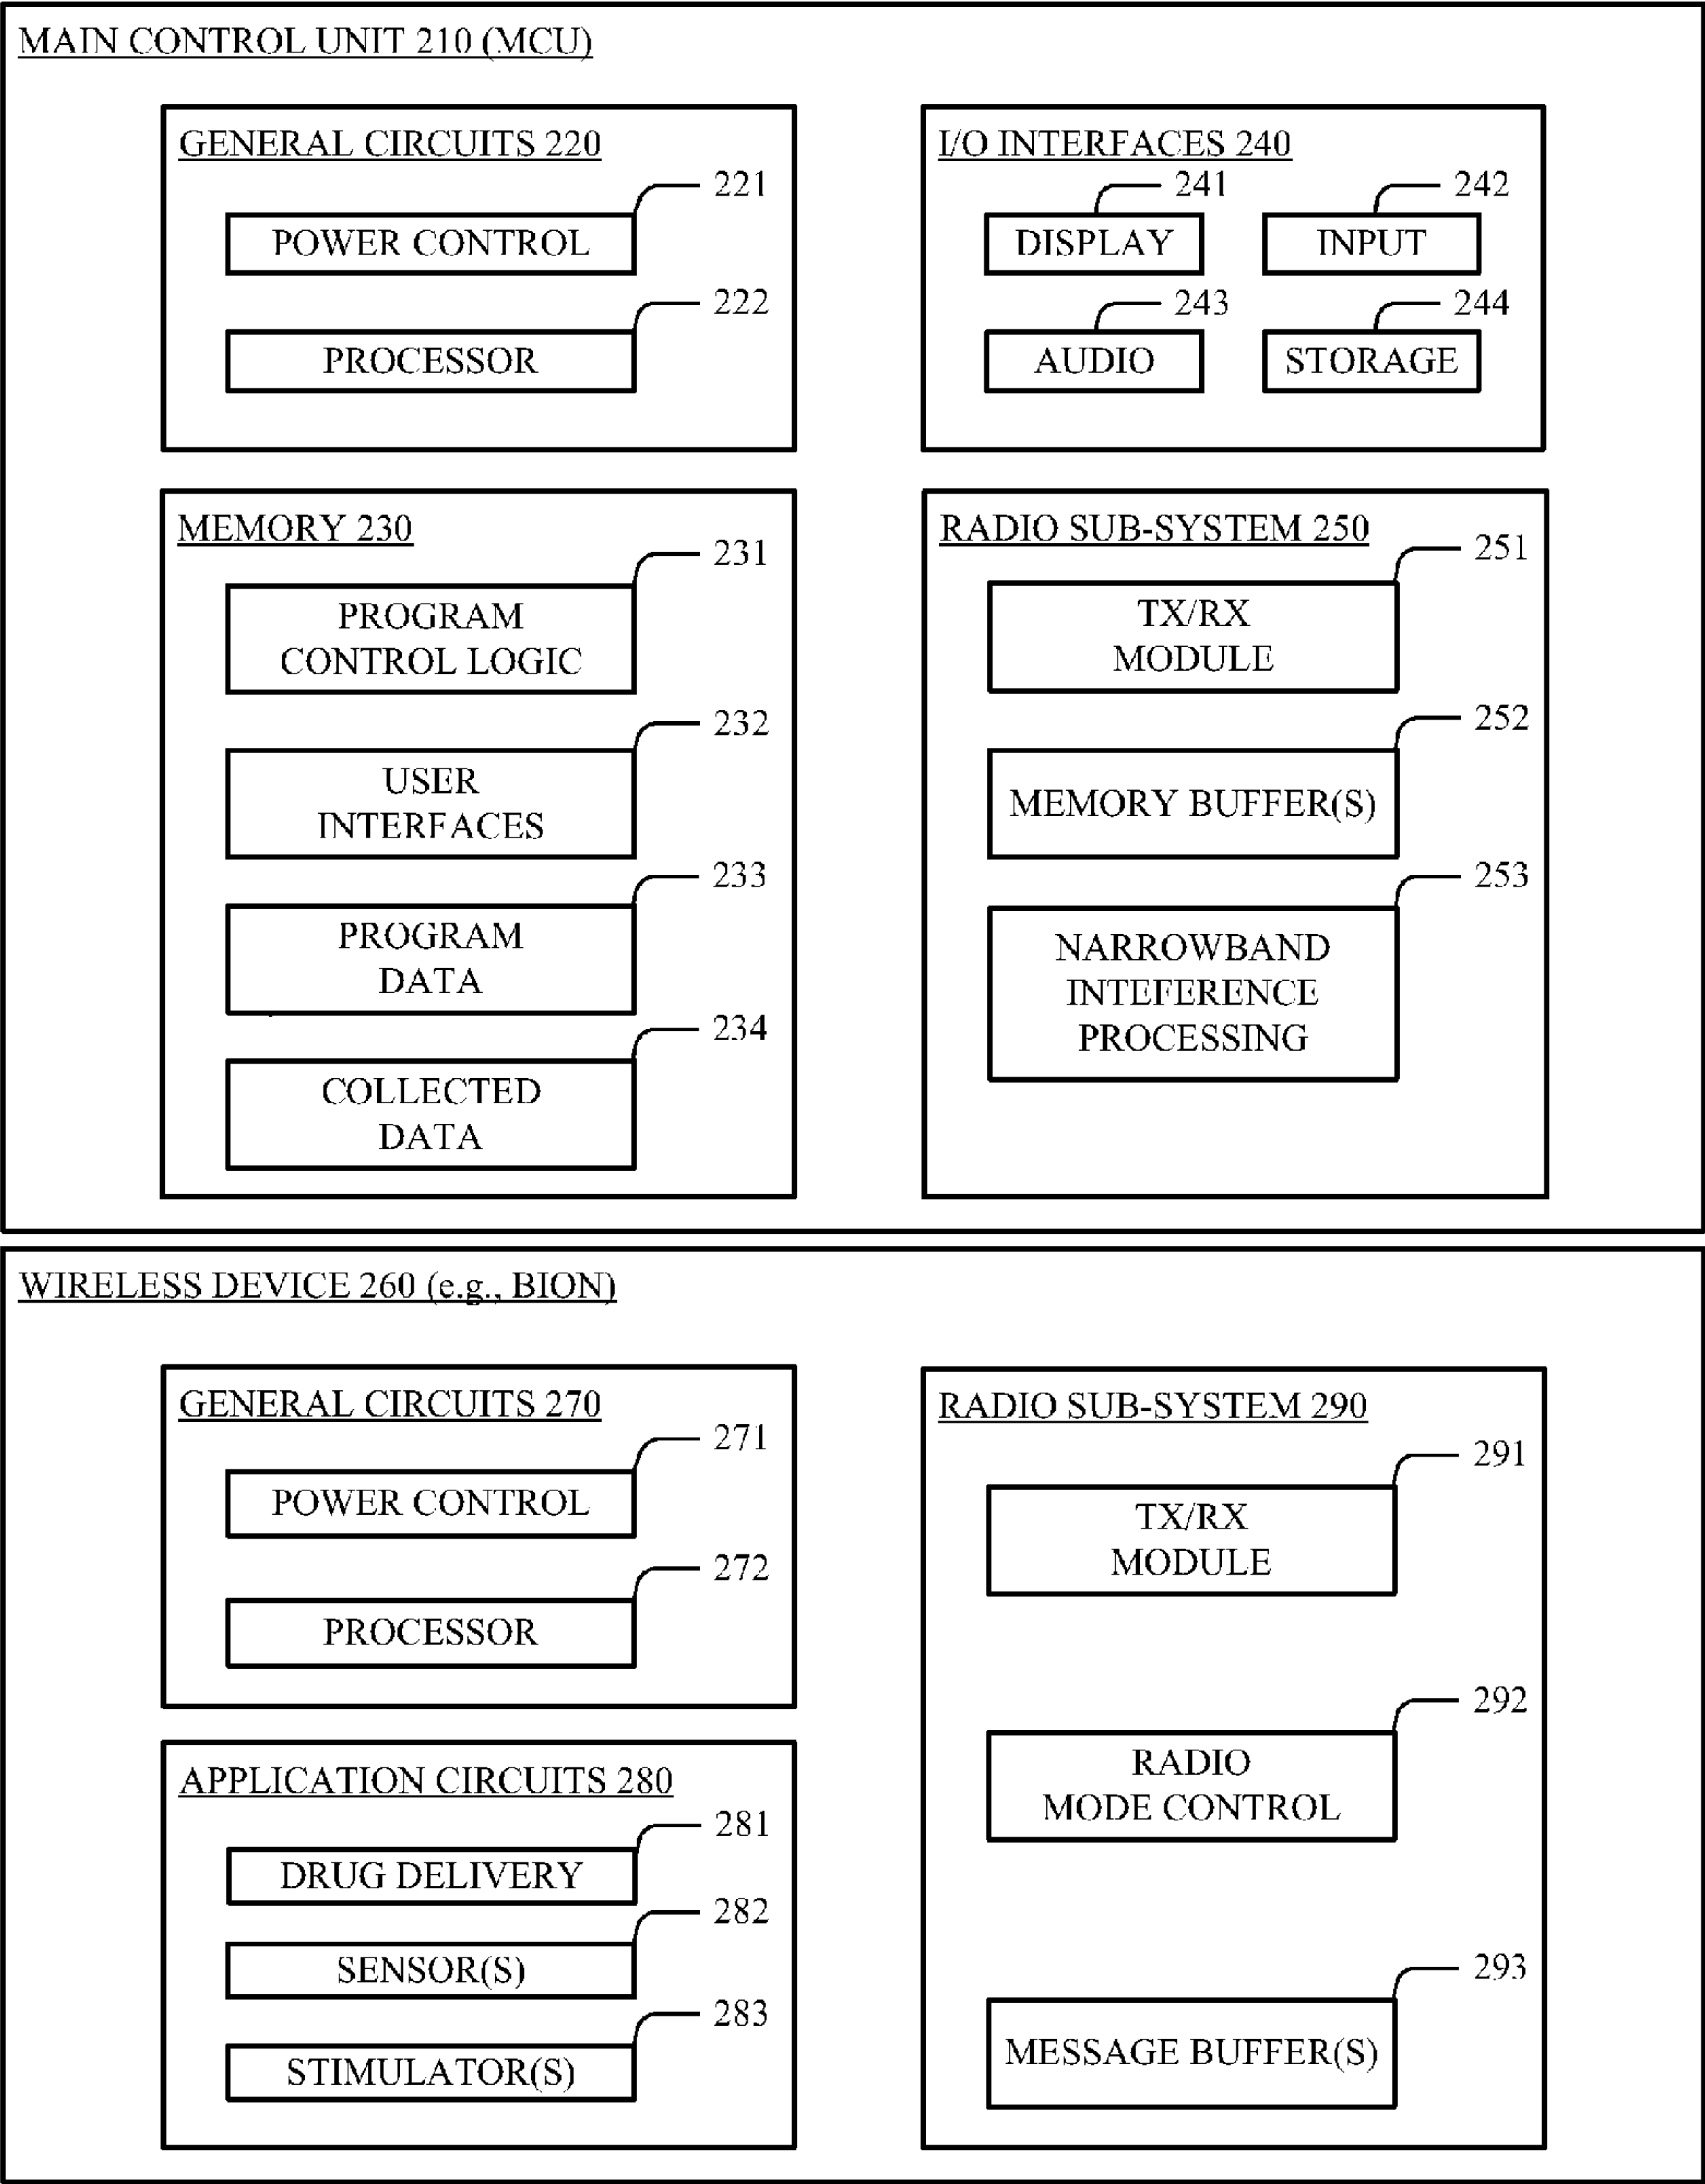 MAIN CONTROL UNIT 210 (MCU)
GENERAL CIRCUITS 220
221
POWER CONTROL
222
PROCESSOR
I/O INTERFACES 240
241
DISPLAY
242
INPUT
243
AUDIO
244
STORAGE
MEMORY 230
231
PROGRAM
CONTROL LOGIC
232
USER
INTERFACES
233
PROGRAM
DATA
234
COLLECTED
DATA
RADIO SUB-SYSTEM 250
251
TX/RX
MODULE
252
MEMORY BUFFER(S)
253
NARROWBAND
INTEFERENCE
PROCESSING
WIRELESS DEVICE 260 (e.g., BION)
GENERAL CIRCUITS 270
271
POWER CONTROL
272
PROCESSOR
APPLICATION CIRCUITS 280
281
DRUG DELIVERY
282
SENSOR(S)
283
STIMULATOR(S)
RADIO SUB-SYSTEM 290
291
TX/RX
MODULE
292
RADIO
MODE CONTROL
293
MESSAGE BUFFER(S)